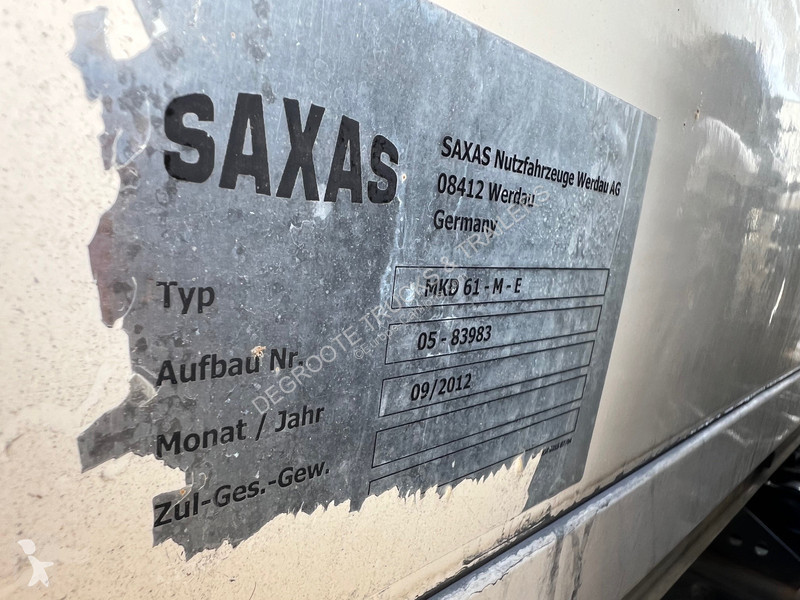 SAXAS
SAXAS Nutzfahrzeuge Werdau AG
08412 Werdau
Germany
Typ MKD 61 - M - E
Aufbau Nr. 05 - 83983
Monat / Jahr 09/2012
Zul-Ges.-Gew.
DEGROOTE TRUCKS & TRAILERS